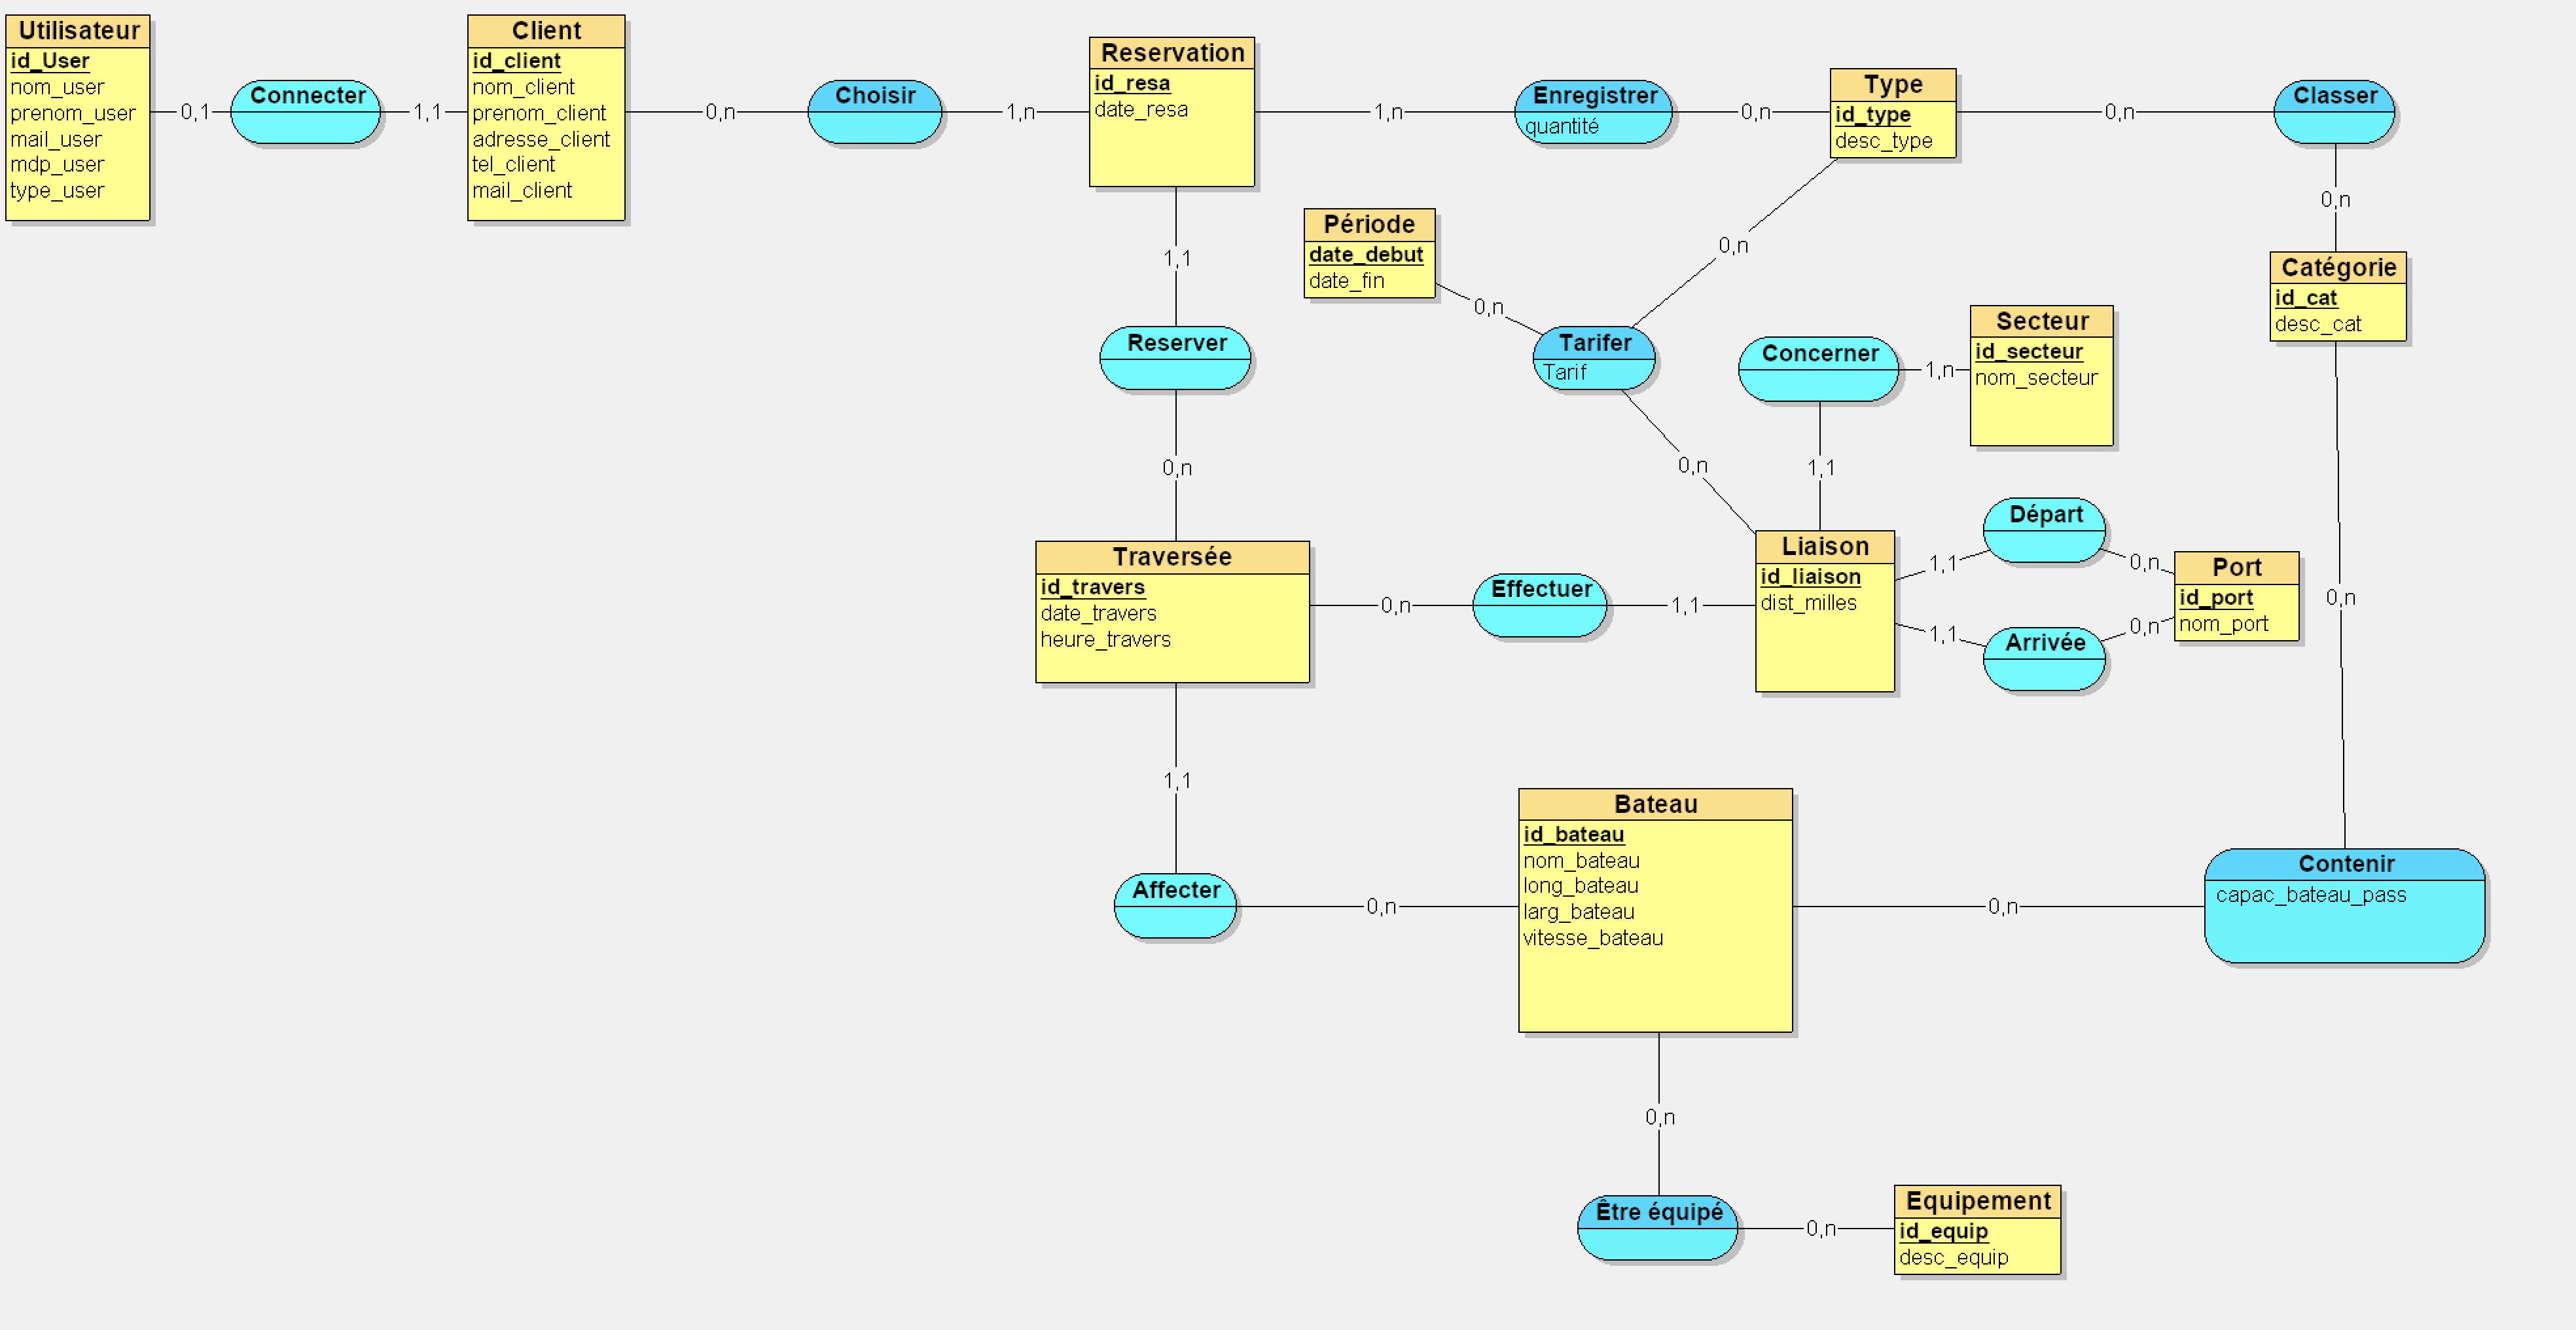 Utilisateur
id_User
nom_user
prenom_user
mail_user
mdp_user
type_user
0,1
Connecter
1,1
Client
id_client
nom_client
prenom_client
adresse_client
tel_client
mail_client
0,n
Choisir
1,n
Reservation
id_resa
date_resa
1,n
Enregistrer
quantité
0,n
Type
id_type
desc_type
0,n
Classer
0,n
Catégorie
id_cat
desc_cat
1,1
Reserver
0,n
Période
date_debut
date_fin
0,n
0,n
Tarifer
Tarif
0,n
Concerner
1,n
Secteur
id_secteur
nom_secteur
1,1
Traversée
id_travers
date_travers
heure_travers
0,n
Effectuer
1,1
Liaison
id_liaison
dist_milles
1,1
Départ
0,n
1,1
Arrivée
0,n
Port
id_port
nom_port
0,n
1,1
Affecter
0,n
Bateau
id_bateau
nom_bateau
long_bateau
larg_bateau
vitesse_bateau
0,n
Contenir
capac_bateau_pass
0,n
Être équipé
0,n
Equipement
id_equip
desc_equip